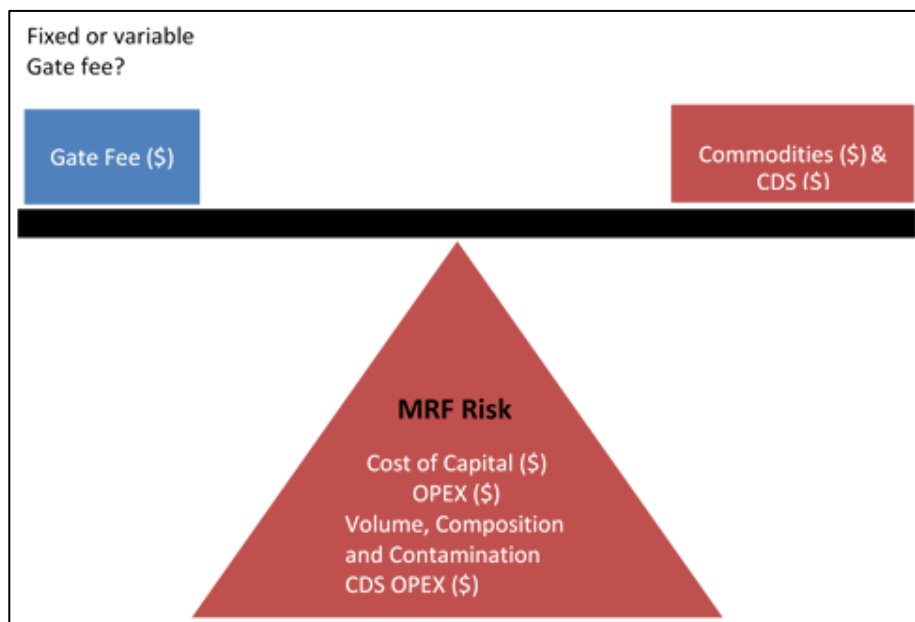 Fixed or variable
Gate fee?
Gate Fee ($)
Commodities ($) &
CDS ($)
MRF Risk
Cost of Capital ($)
OPEX ($)
Volume, Composition
and Contamination
CDS OPEX ($)